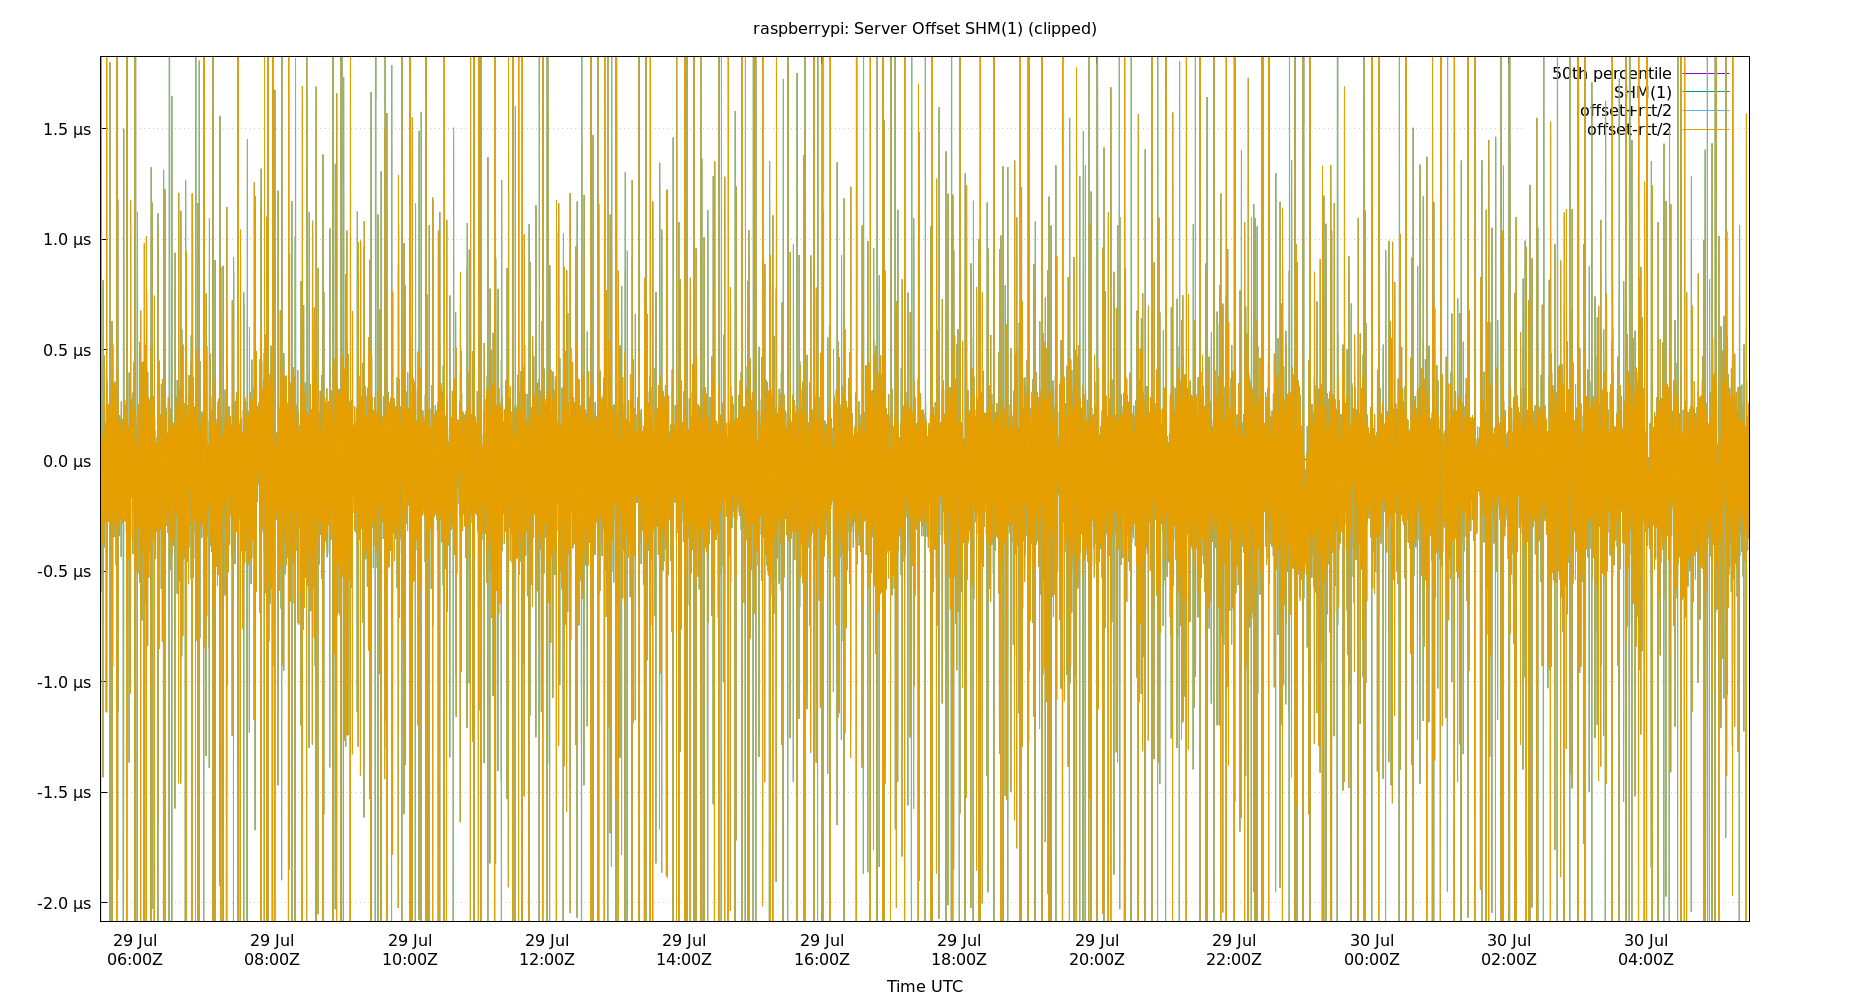 raspberrypi: Server Offset SHM(1) (clipped)
50th percentile
SHM(1)
offset+rtt/2
offset-rtt/2
1.5 µs
1.0 µs
0.5 µs
0.0 µs
-0.5 µs
-1.0 µs
-1.5 µs
-2.0 µs
29 Jul 29 Jul 29 Jul 29 Jul 29 Jul 29 Jul 29 Jul 29 Jul 29 Jul 30 Jul 30 Jul 30 Jul
06:00Z 08:00Z 10:00Z 12:00Z 14:00Z 16:00Z 18:00Z 20:00Z 22:00Z 00:00Z 02:00Z 04:00Z
Time UTC